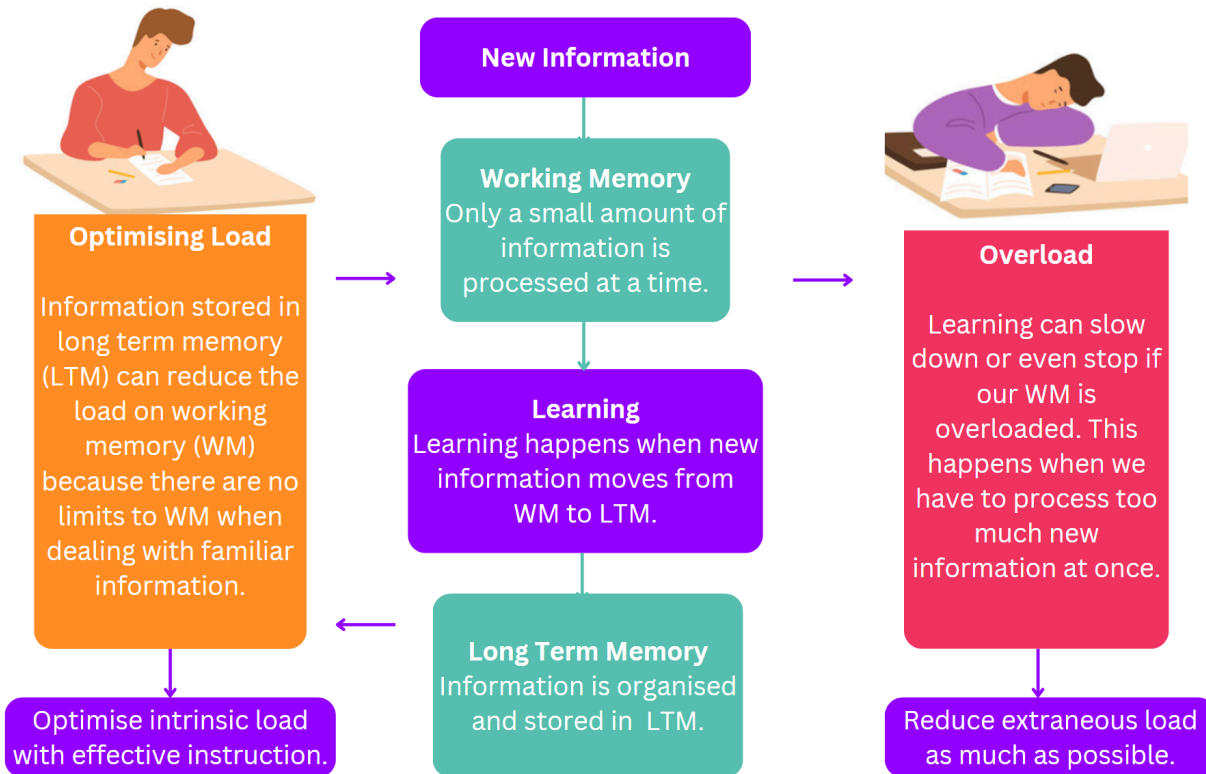 New Information
Working Memory
Only a small amount of
information is
processed at a time.
Learning
Learning happens when new
information moves from
WM to LTM.
Long Term Memory
Information is organised
and stored in LTM.
Optimising Load
Information stored in
long term memory
(LTM) can reduce the
load on working
memory (WM)
because there are no
limits to WM when
dealing with familiar
information.
Optimise intrinsic load
with effective instruction.
Overload
Learning can slow
down or even stop if
our WM is
overloaded. This
happens when we
have to process too
much new
information at once.
Reduce extraneous load
as much as possible.